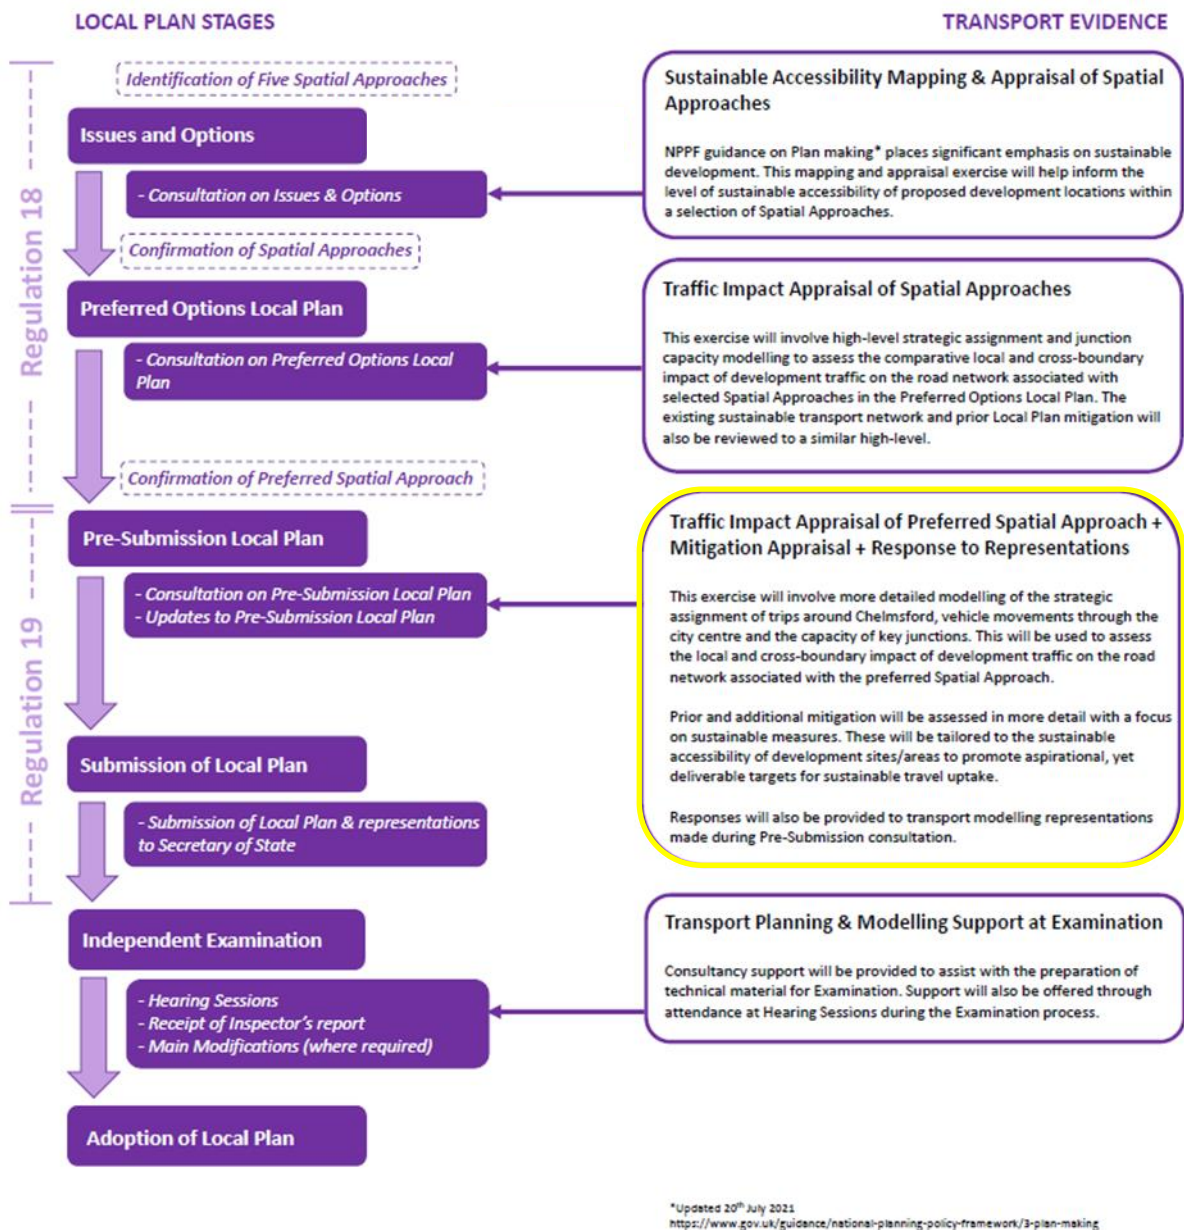 LOCAL PLAN STAGES
TRANSPORT EVIDENCE
Regulation 18
Regulation 19
Identification of Five Spatial Approaches
Issues and Options
- Consultation on Issues & Options
Confirmation of Spatial Approaches
Preferred Options Local Plan
- Consultation on Preferred Options Local
Plan
Confirmation of Preferred Spatial Approach
Pre-Submission Local Plan
- Consultation on Pre-Submission Local Plan
- Updates to Pre-Submission Local Plan
Submission of Local Plan
- Submission of Local Plan & representations
to Secretary of State
Independent Examination
- Hearing Sessions
- Receipt of Inspector's report
- Main Modifications (where required)
Adoption of Local Plan
Sustainable Accessibility Mapping & Appraisal of Spatial
Approaches
NPPF guidance on Plan making* places significant emphasis on sustainable
development. This mapping and appraisal exercise will help inform the
level of sustainable accessibility of proposed development locations within
a selection of Spatial Approaches.
Traffic Impact Appraisal of Spatial Approaches
This exercise will involve high-level strategic assignment and junction
capacity modelling to assess the comparative local and cross-boundary
impact of development traffic on the road network associated with
selected Spatial Approaches in the Preferred Options Local Plan. The
existing sustainable transport network and prior Local Plan mitigation will
also be reviewed to a similar high-level.
Traffic Impact Appraisal of Preferred Spatial Approach +
Mitigation Appraisal + Response to Representations
This exercise will involve more detailed modelling of the strategic
assignment of trips around Chelmsford, vehicle movements through the
city centre and the capacity of key junctions. This will be used to assess
the local and cross-boundary impact of development traffic on the road
network associated with the preferred Spatial Approach.
Prior and additional mitigation will be assessed in more detail with a focus
on sustainable measures. These will be tailored to the sustainable
accessibility of development sites/areas to promote aspirational, yet
deliverable targets for sustainable travel uptake.
Responses will also be provided to transport modelling representations
made during Pre-Submission consultation.
Transport Planning & Modelling Support at Examination
Consultancy support will be provided to assist with the preparation of
technical material for Examination. Support will also be offered through
attendance at Hearing Sessions during the Examination process.
*Updated 20th July 2021
https://www.gov.uk/guidance/national-planning-policy-framework/3-plan-making